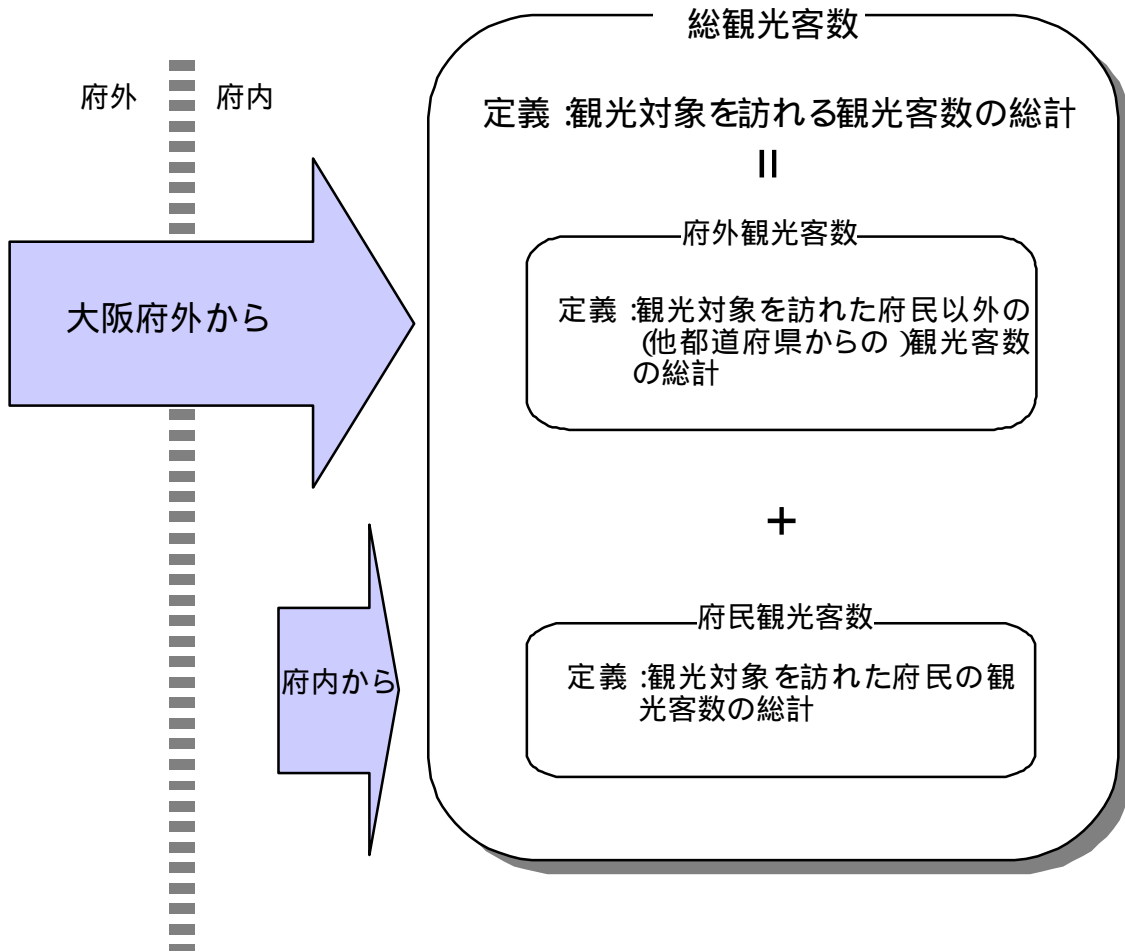 総観光客数
府外 府内
定義:観光対象を訪れる観光客数の総計
=
府外観光客数
大阪府外から
定義:観光対象を訪れた府民以外の
(他都道府県からの)観光客数
の総計
+
府民観光客数
府内から
定義:観光対象を訪れた府民の観
光客数の総計